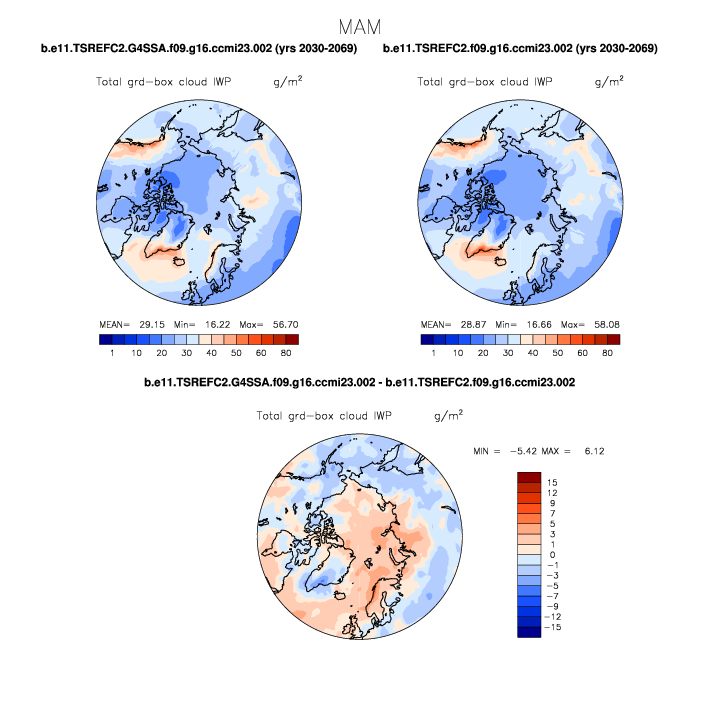 MAM
b.e11.TSREFC2.G4SSA.f09.g16.ccmi23.002 (yrs 2030-2069)
b.e11.TSREFC2.f09.g16.ccmi23.002 (yrs 2030-2069)
Total grd-box cloud IWP g/m²
Total grd-box cloud IWP g/m²
MEAN= 29.15 Min= 16.22 Max= 56.70
MEAN= 28.87 Min= 16.66 Max= 58.08
1 10 20 30 40 50 60 80
1 10 20 30 40 50 60 80
b.e11.TSREFC2.G4SSA.f09.g16.ccmi23.002 - b.e11.TSREFC2.f09.g16.ccmi23.002
Total grd-box cloud IWP g/m²
MIN = -5.42 MAX = 6.12
15
12
9
7
5
3
1
0
-1
-3
-5
-7
-9
-12
-15